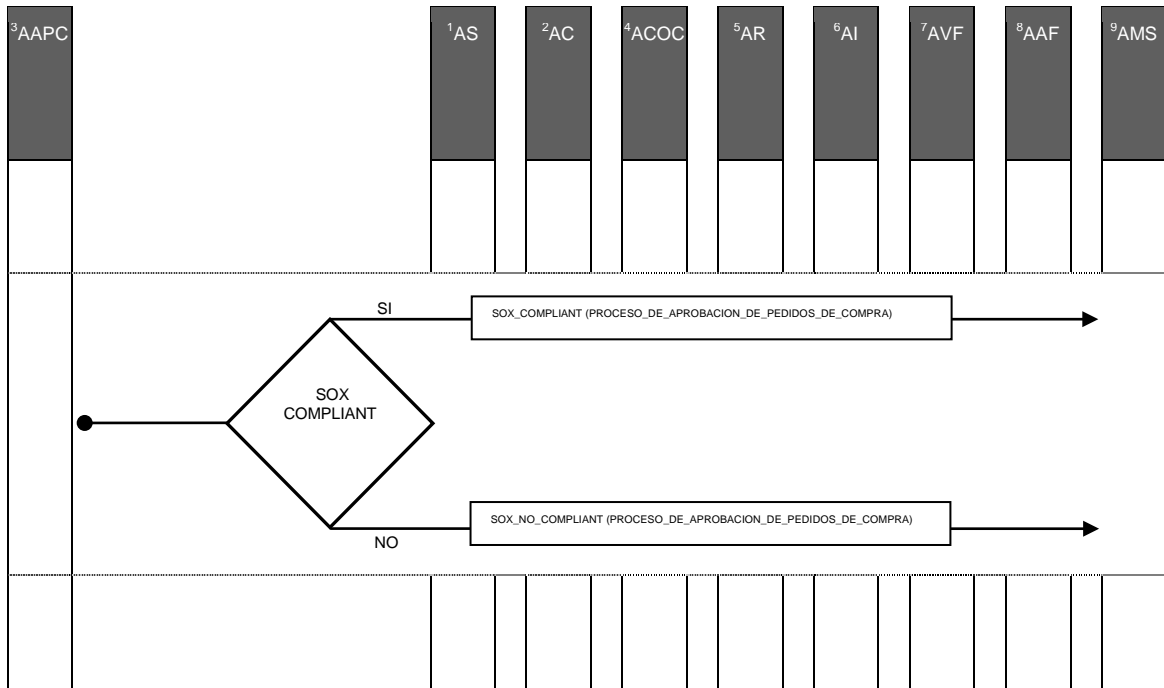 ³AAPC
¹AS
²AC
⁴ACOC
⁵AR
⁶AI
⁷AVF
⁸AAF
⁹AMS
SI
SOX_COMPLIANT (PROCESO_DE_APROBACION_DE_PEDIDOS_DE_COMPRA)
SOX
COMPLIANT
SOX_NO_COMPLIANT (PROCESO_DE_APROBACION_DE_PEDIDOS_DE_COMPRA)
NO